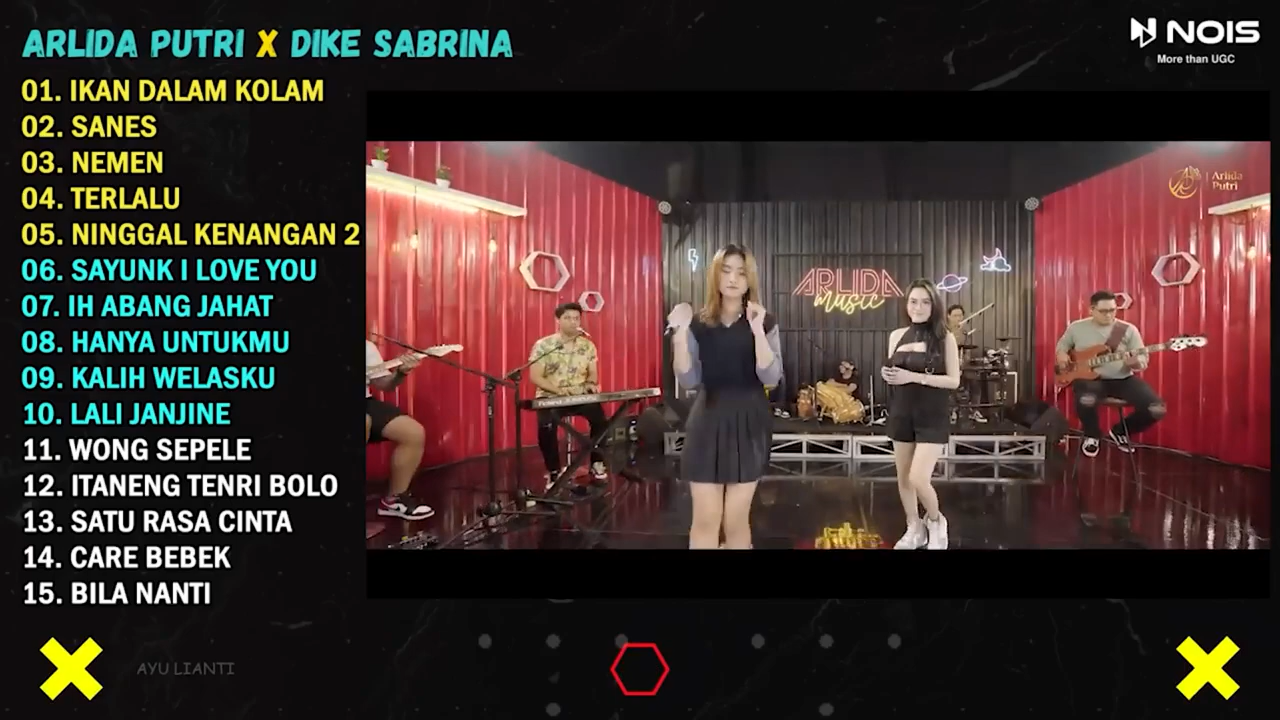 ARLIDA PUTRI X DIKE SABRINA
NOIS
More than UGC
01. IKAN DALAM KOLAM
02. SANES
03. NEMEN
04. TERLALU
05. NINGGAL KENANGAN 2
06. SAYUNK I LOVE YOU
07. IH ABANG JAHAT
08. HANYA UNTUKMU
09. KALIH WELASKU
10. LALI JANJINE
11. WONG SEPELE
12. ITANENG TENRI BOLO
13. SATU RASA CINTA
14. CARE BEBEK
15. BILA NANTI
Arlida
Putri
ARLIDA
music
Roland
AYU LIANTI